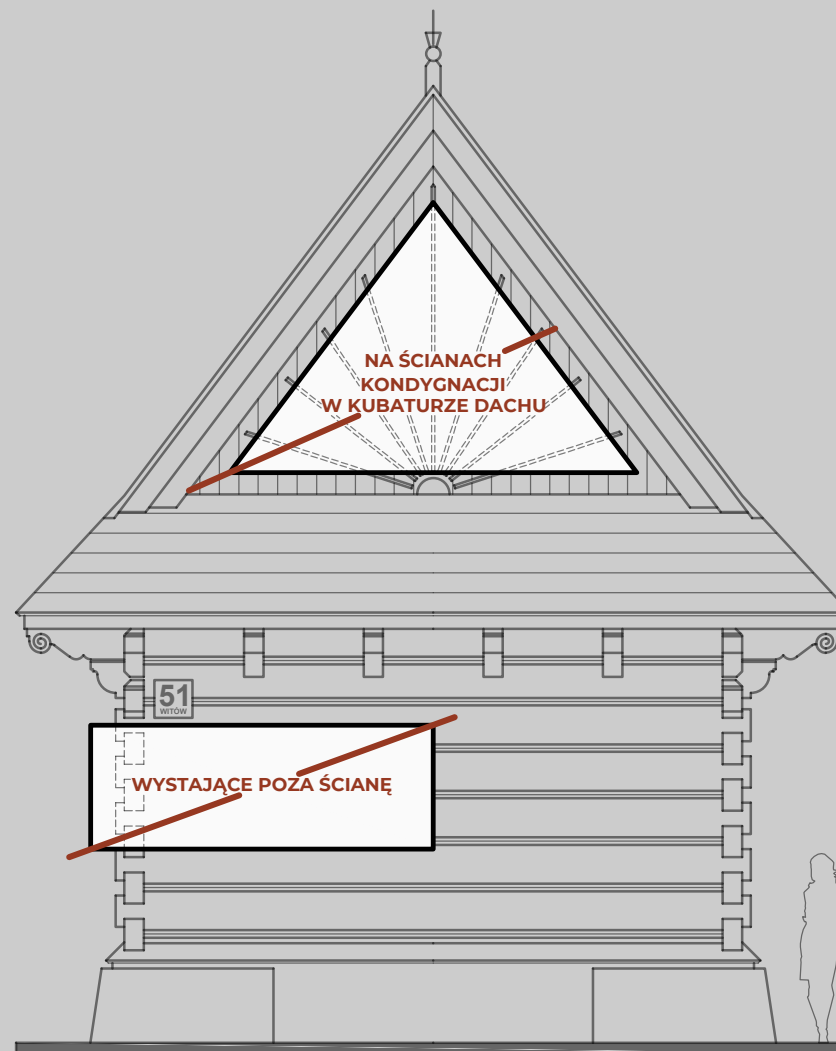 NA ŚCIANACH
KONDYGNACJI
W KUBATURZE DACHU
51
WITÓW
WYSTAJĄCE POZA ŚCIANĘ